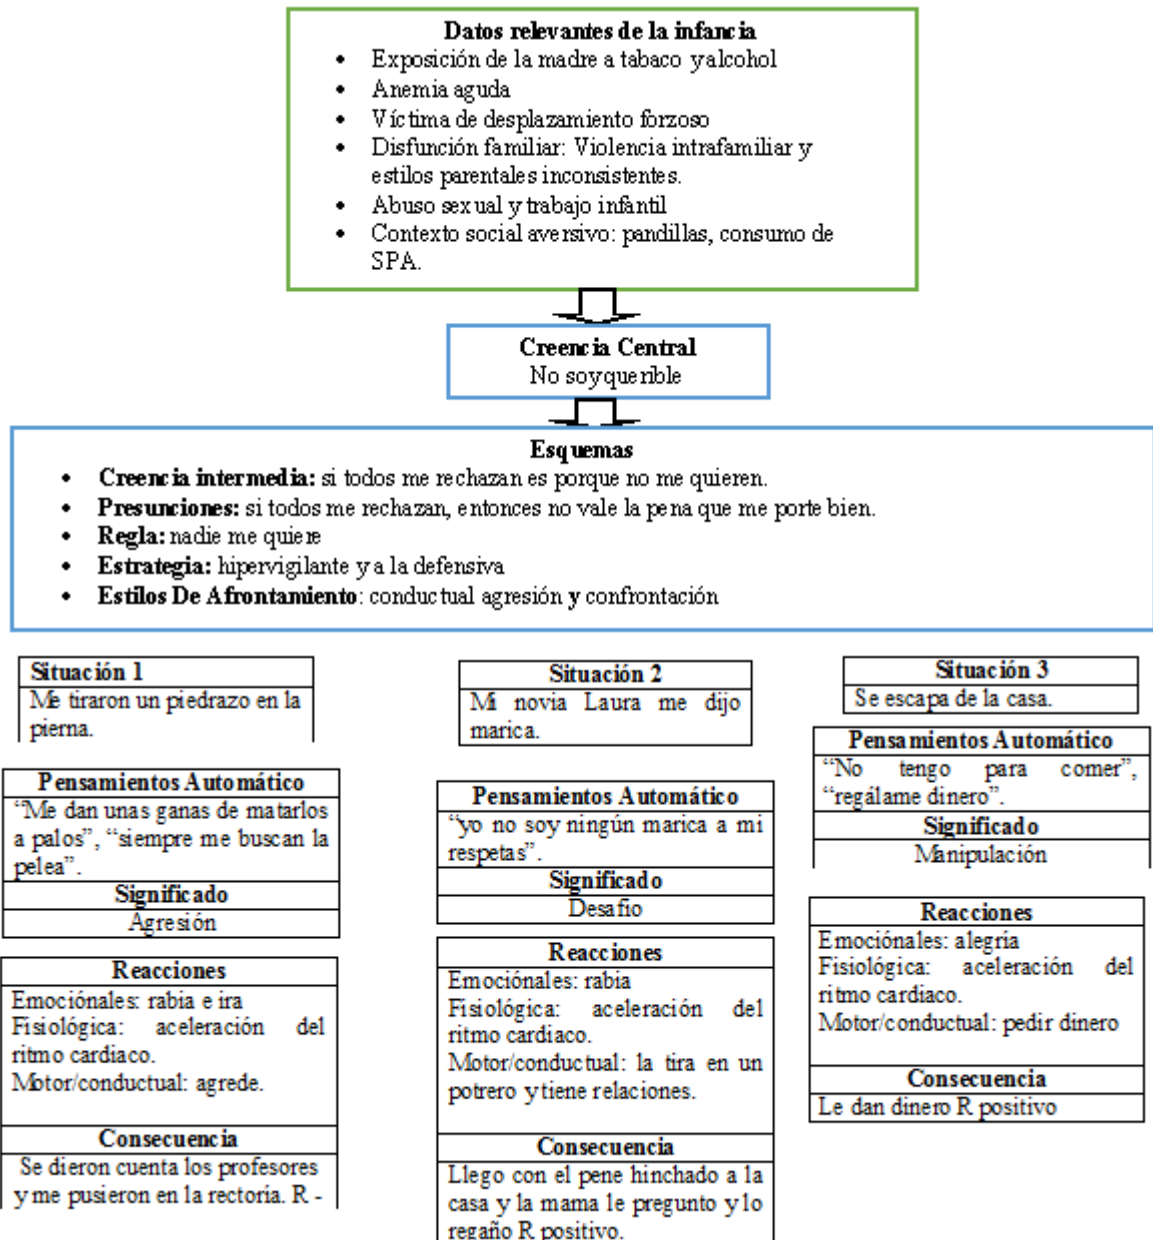 Datos relevantes de la infancia
• Exposición de la madre a tabaco y alcohol
• Anemia aguda
• Víctima de desplazamiento forzoso
• Disfunción familiar: Violencia intrafamiliar y
estilos parentales inconsistentes.
• Abuso sexual y trabajo infantil
• Contexto social aversivo: pandillas, consumo de
SPA.
Creencia Central
No soy querible
Esquemas
• Creencia intermedia: si todos me rechazan es porque no me quieren.
• Presunciones: si todos me rechazan, entonces no vale la pena que me porte bien.
• Regla: nadie me quiere
• Estrategia: hipervigilante y a la defensiva
• Estilos De Afrontamiento: conductual agresión y confrontación
Situación 1
Me tiraron un piedrazo en la
pierna.
Pensamientos Automático
“Me dan unas ganas de matarlos
a palos”, “siempre me buscan la
pelea”.
Significado
Agresión
Reacciones
Emociónales: rabia e ira
Fisiológica: aceleración del
ritmo cardiaco.
Motor/conductual: agrede.
Consecuencia
Se dieron cuenta los profesores
y me pusieron en la rectoría. R -
Situación 2
Mi novia Laura me dijo
marica.
Pensamientos Automático
“yo no soy ningún marica a mi
respetas”.
Significado
Desafio
Reacciones
Emociónales: rabia
Fisiológica: aceleración del
ritmo cardiaco.
Motor/conductual: la tira en un
potrero y tiene relaciones.
Consecuencia
Llego con el pene hinchado a la
casa y la mama le pregunto y lo
regaño R positivo.
Situación 3
Se escapa de la casa.
Pensamientos Automático
“No tengo para comer”,
“regálame dinero”.
Significado
Manipulación
Reacciones
Emociónales: alegría
Fisiológica: aceleración del
ritmo cardiaco.
Motor/conductual: pedir dinero
Consecuencia
Le dan dinero R positivo